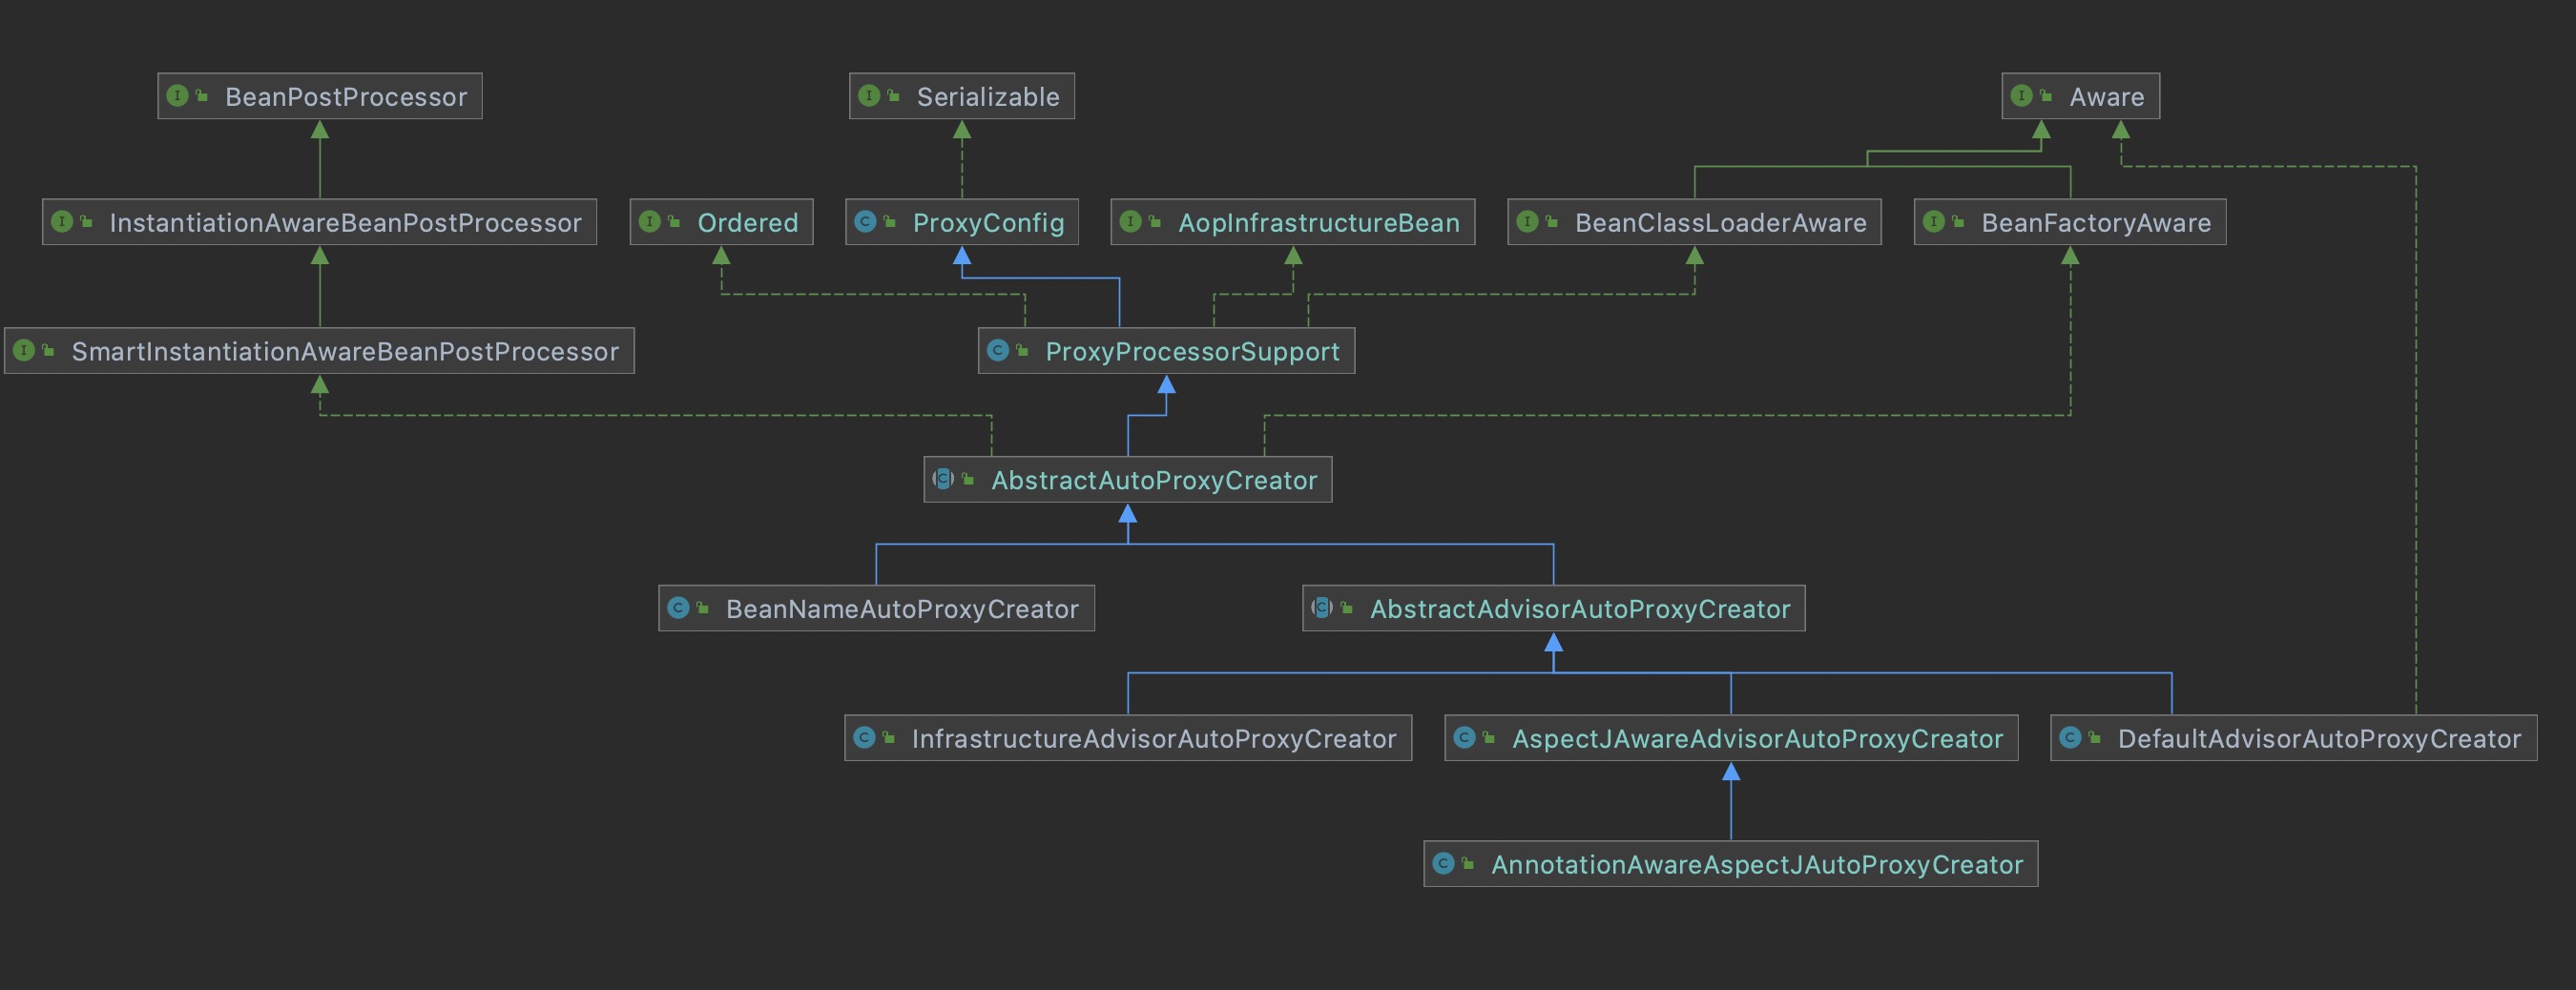 BeanPostProcessor
Serializable
Aware
InstantiationAwareBeanPostProcessor
Ordered
ProxyConfig
AopInfrastructureBean
BeanClassLoaderAware
BeanFactoryAware
SmartInstantiationAwareBeanPostProcessor
ProxyProcessorSupport
AbstractAutoProxyCreator
BeanNameAutoProxyCreator
AbstractAdvisorAutoProxyCreator
InfrastructureAdvisorAutoProxyCreator
AspectJAwareAdvisorAutoProxyCreator
DefaultAdvisorAutoProxyCreator
AnnotationAwareAspectJAutoProxyCreator